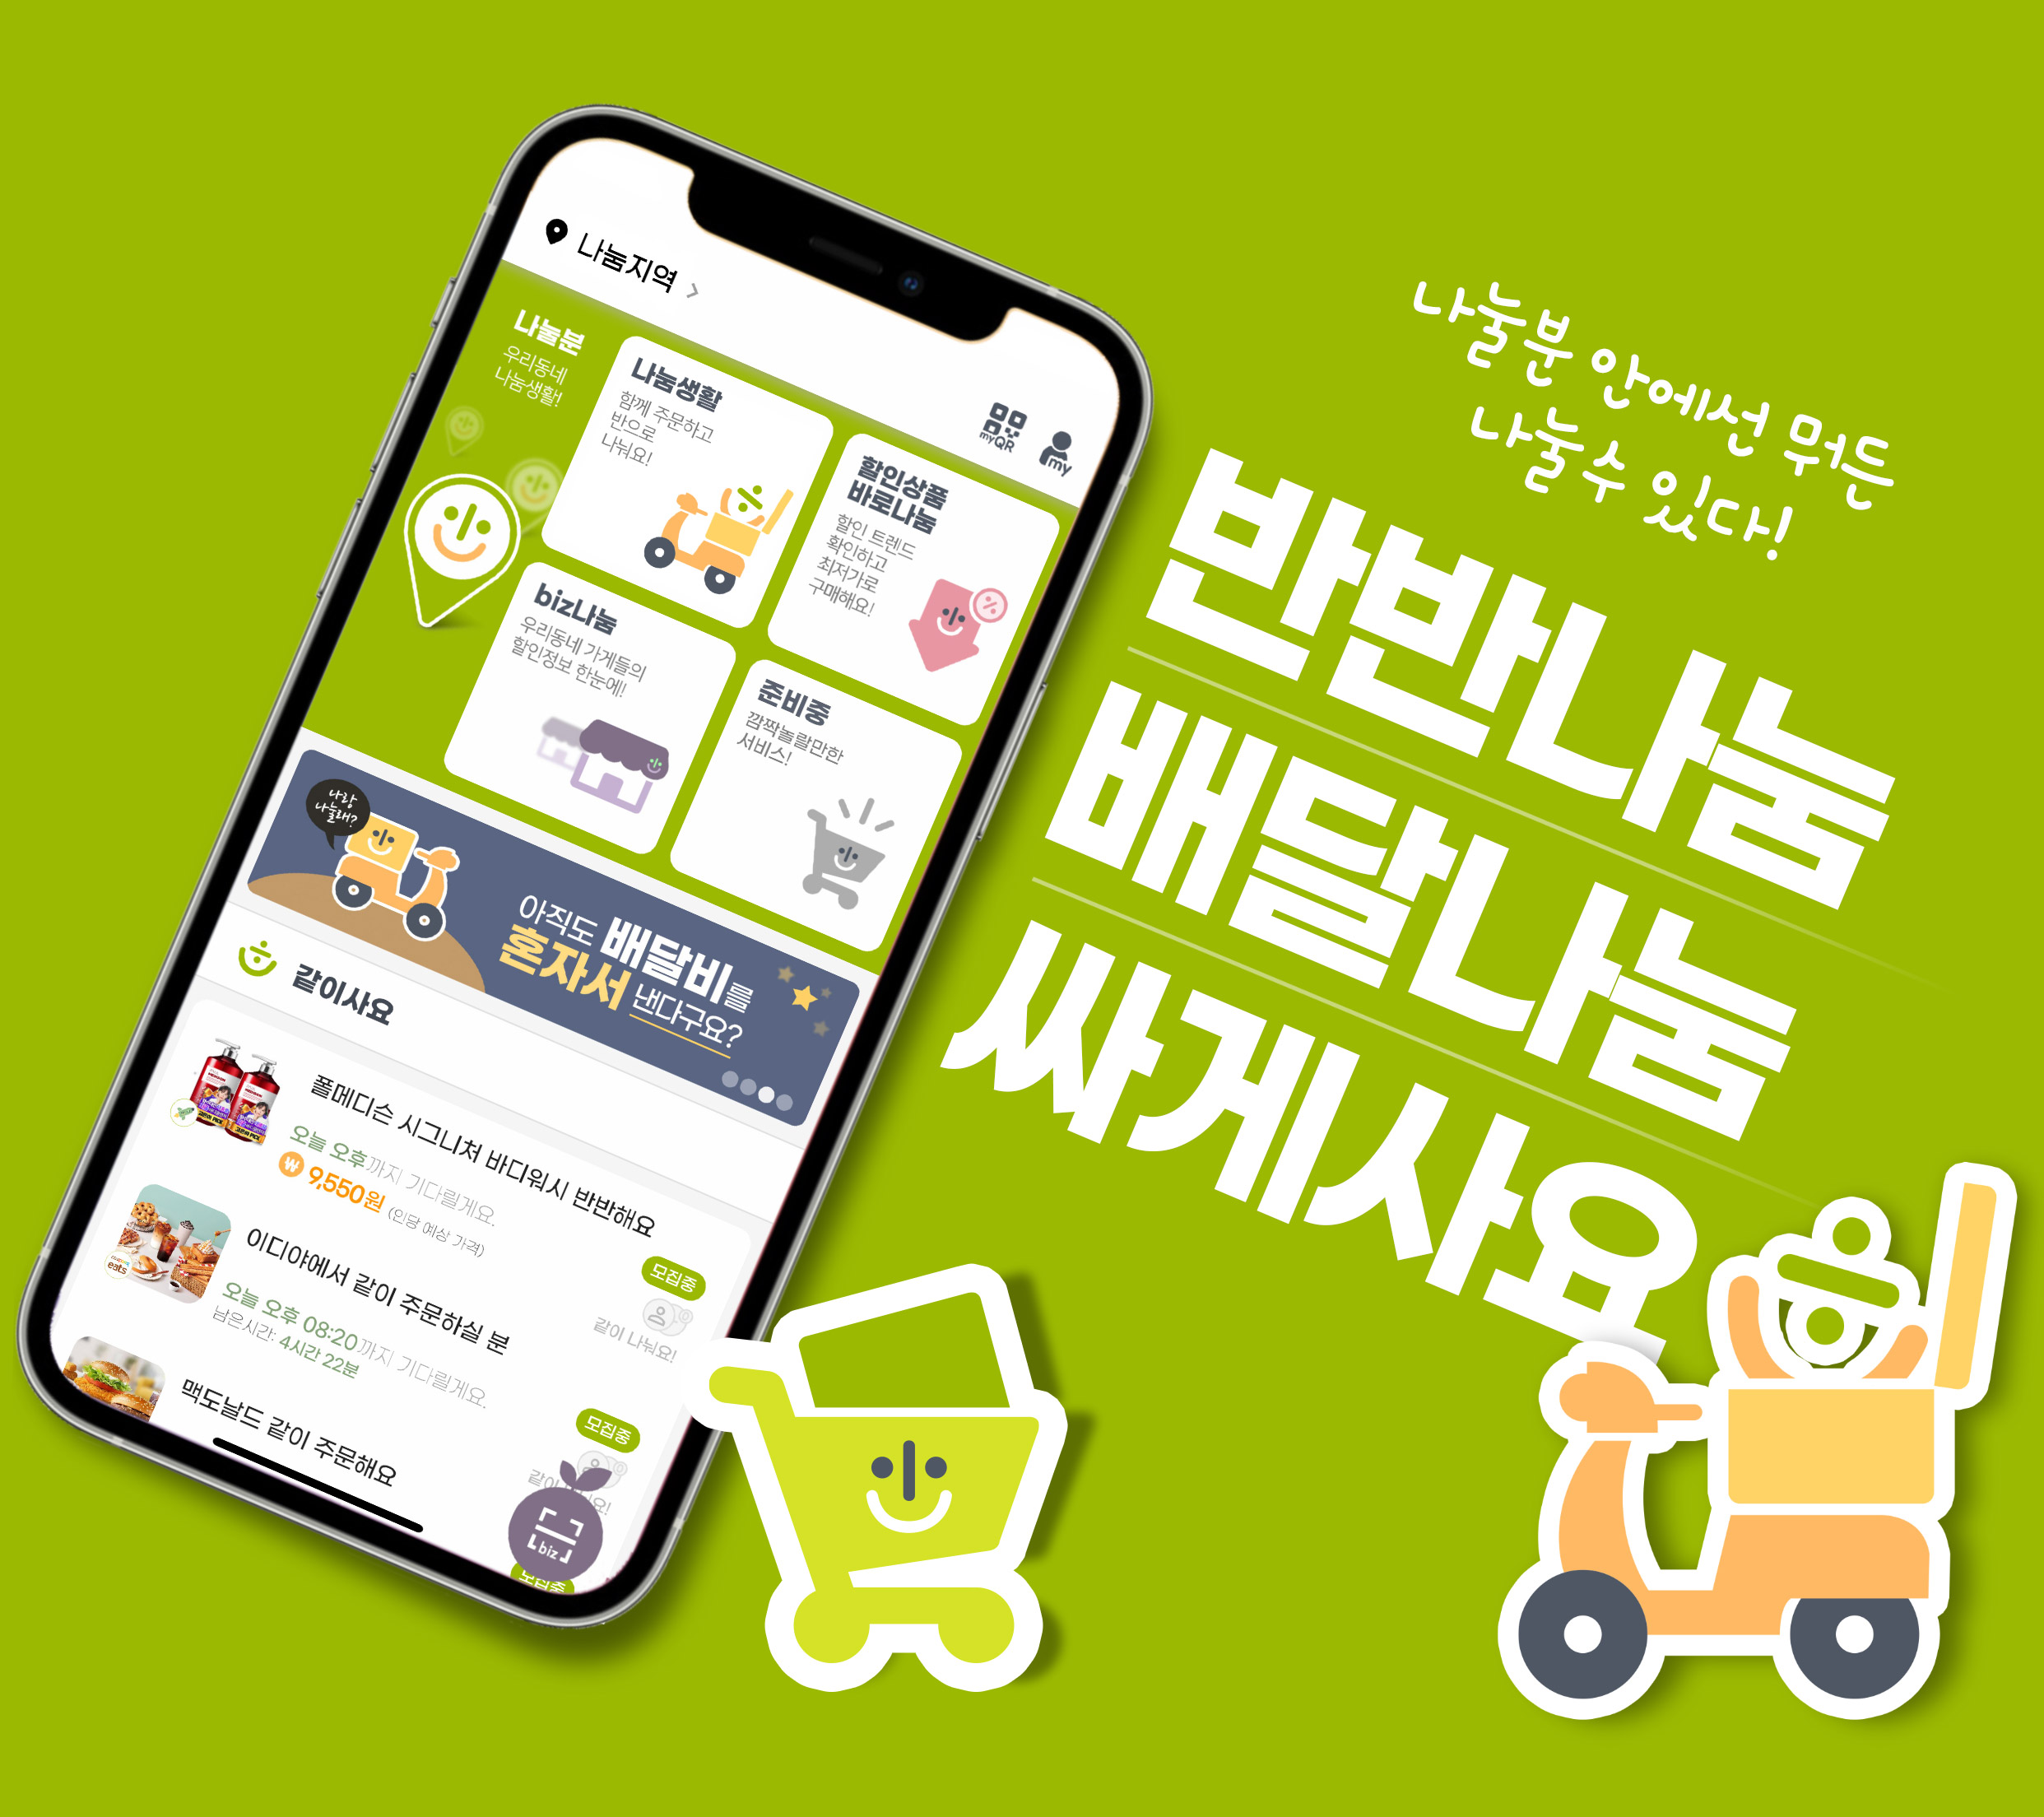 나눔지역 >
myQR
my
나눌분
우리동네
나눔생활!
나눔생활
함께 주문하고
반으로
나눠요!
할인상품
바로나눔
할인 트렌드
확인하고
최저가로
구매해요!
biz나눔
우리동네 가게들의
할인정보 한눈에!
준비중
깜짝놀랄만한
서비스!
나랑
나눌래?
아직도 배달비를
혼자서 낸다구요?
같이사요
폴메디슨 시그니쳐 바디워시 반반해요
오늘 오후까지 기다릴게요.
₩ 9,550원 (인당 예상 가격)
모집중
같이 나눠요!
이디야에서 같이 주문하실 분
오늘 오후 08:20까지 기다릴게요.
남은시간: 4시간 22분
eats
모집중
맥도날드 같이 주문해요
biz
모집중
나눌분 안에선 뭐든
나눌수 있다!
반반나눔
배달나눔
싸게사요